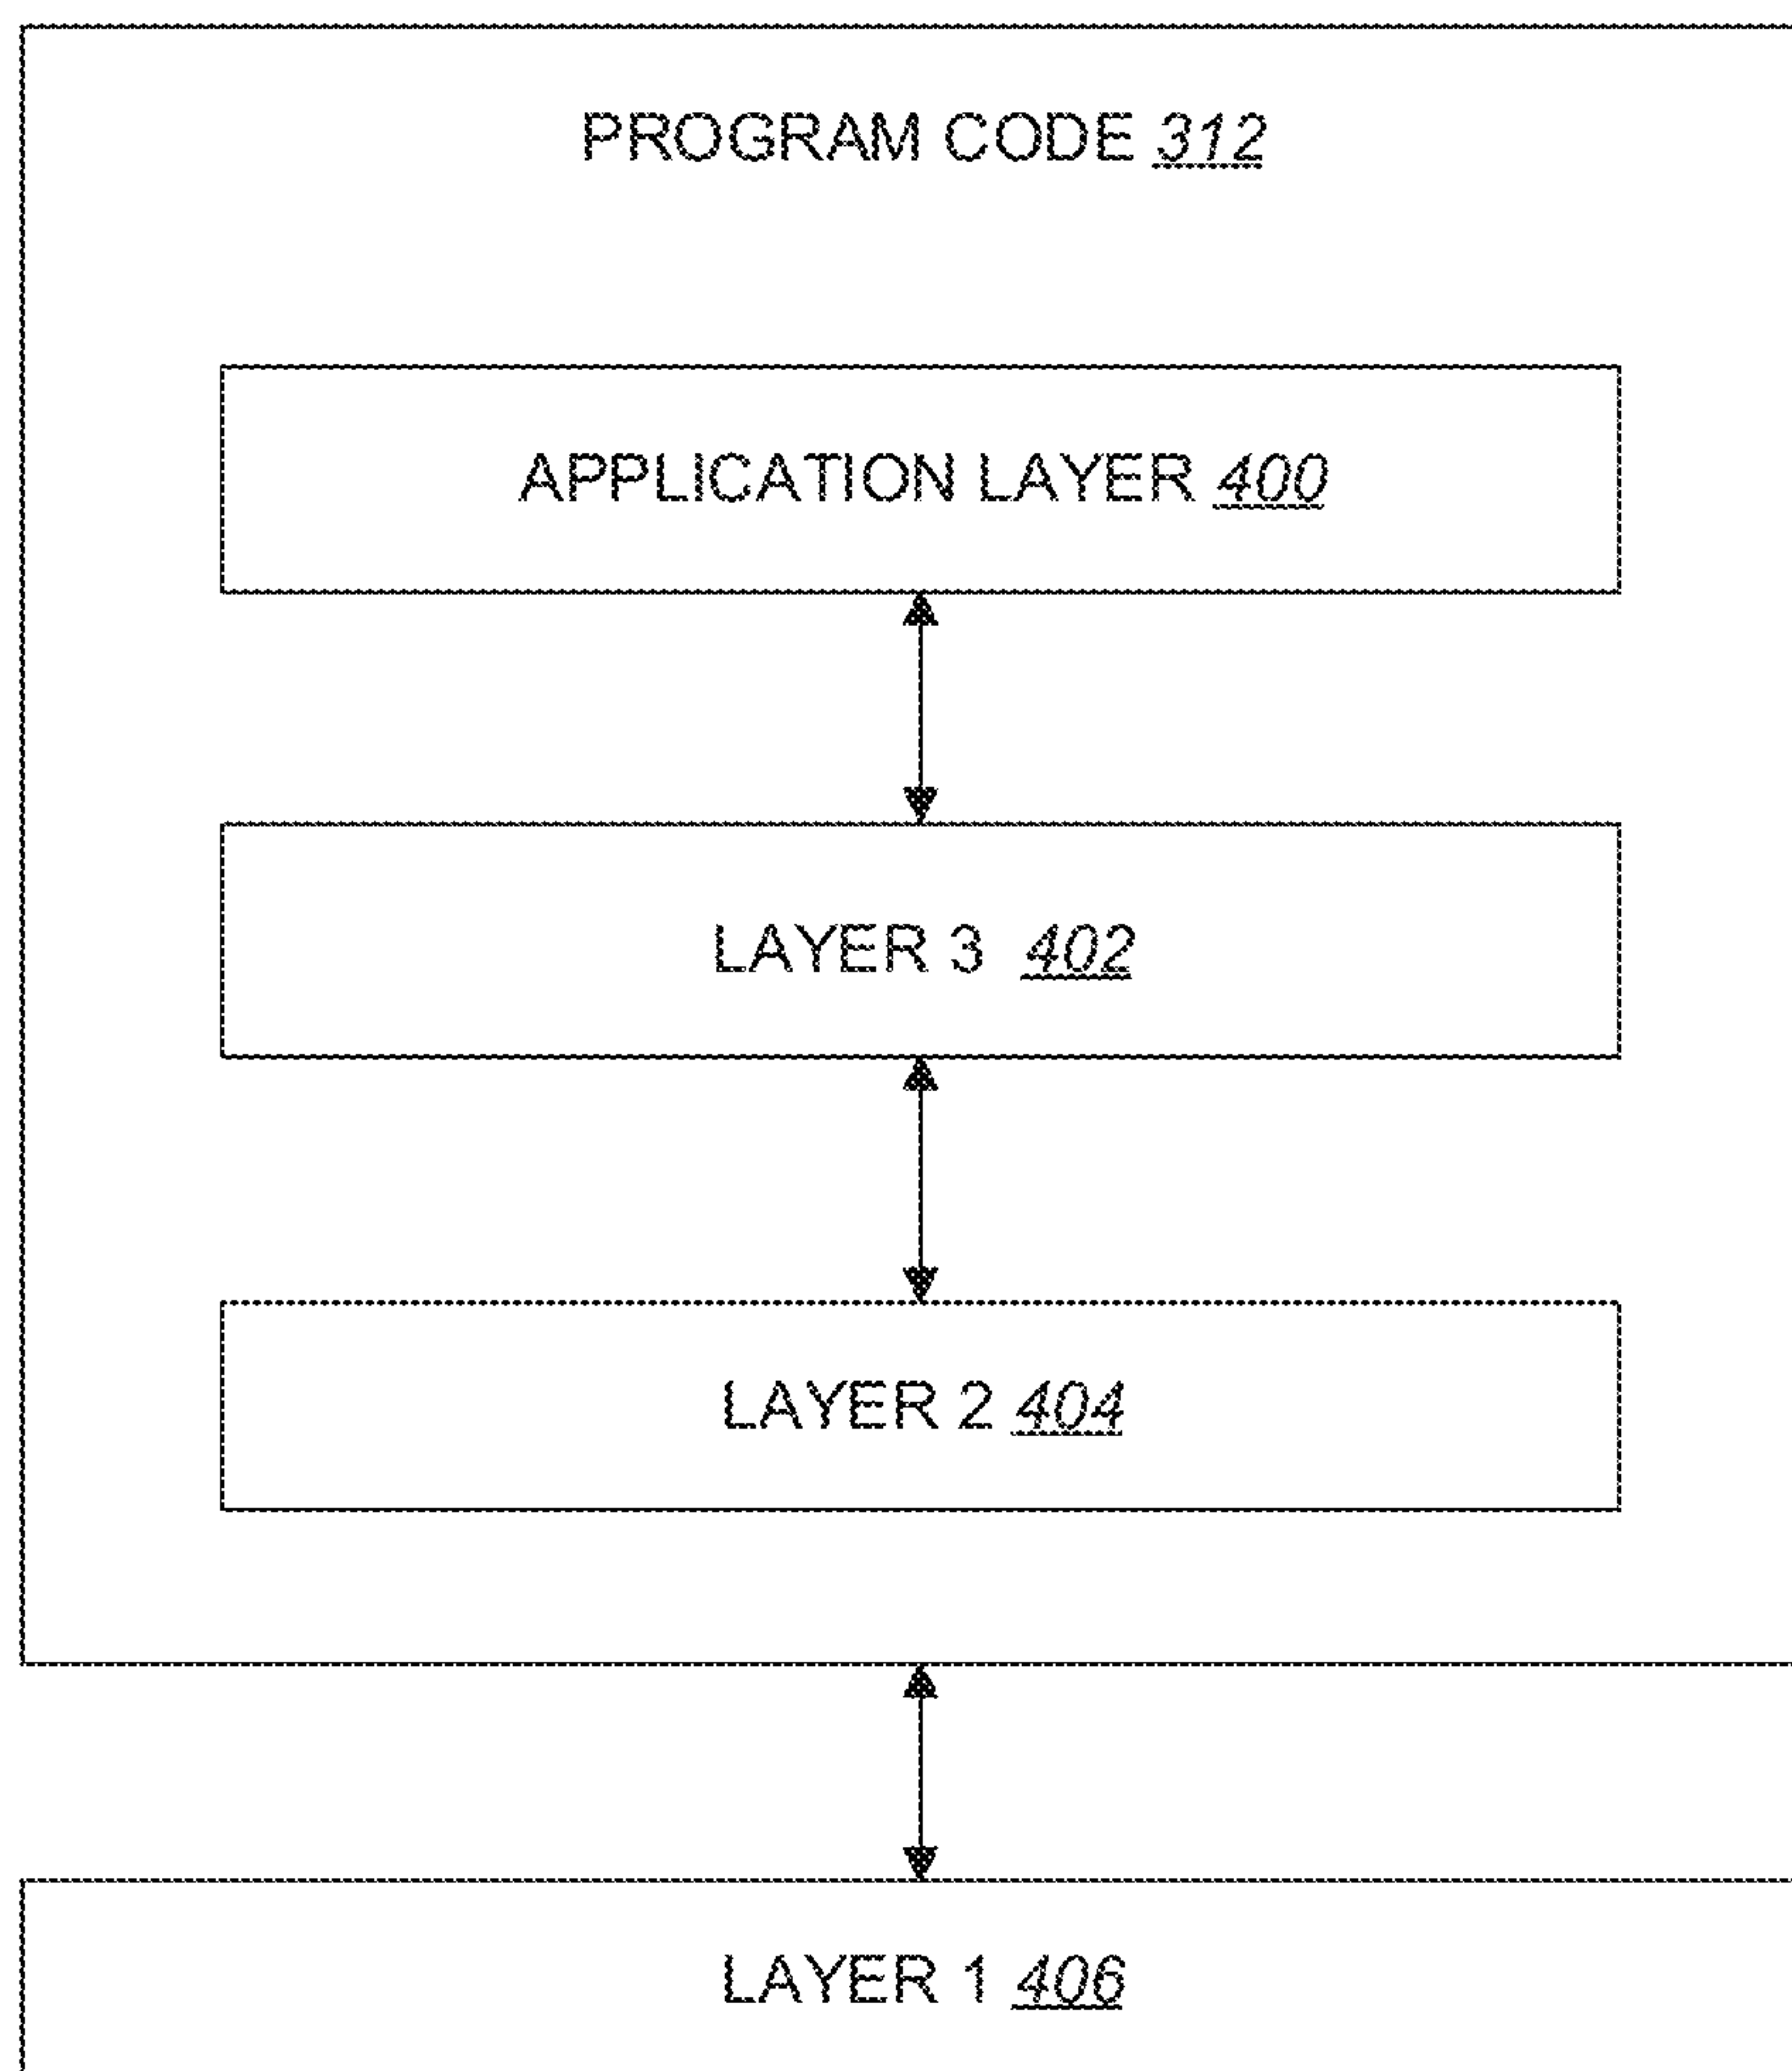 PROGRAM CODE 312
APPLICATION LAYER 400
LAYER 3 402
LAYER 2 404
LAYER 1 406